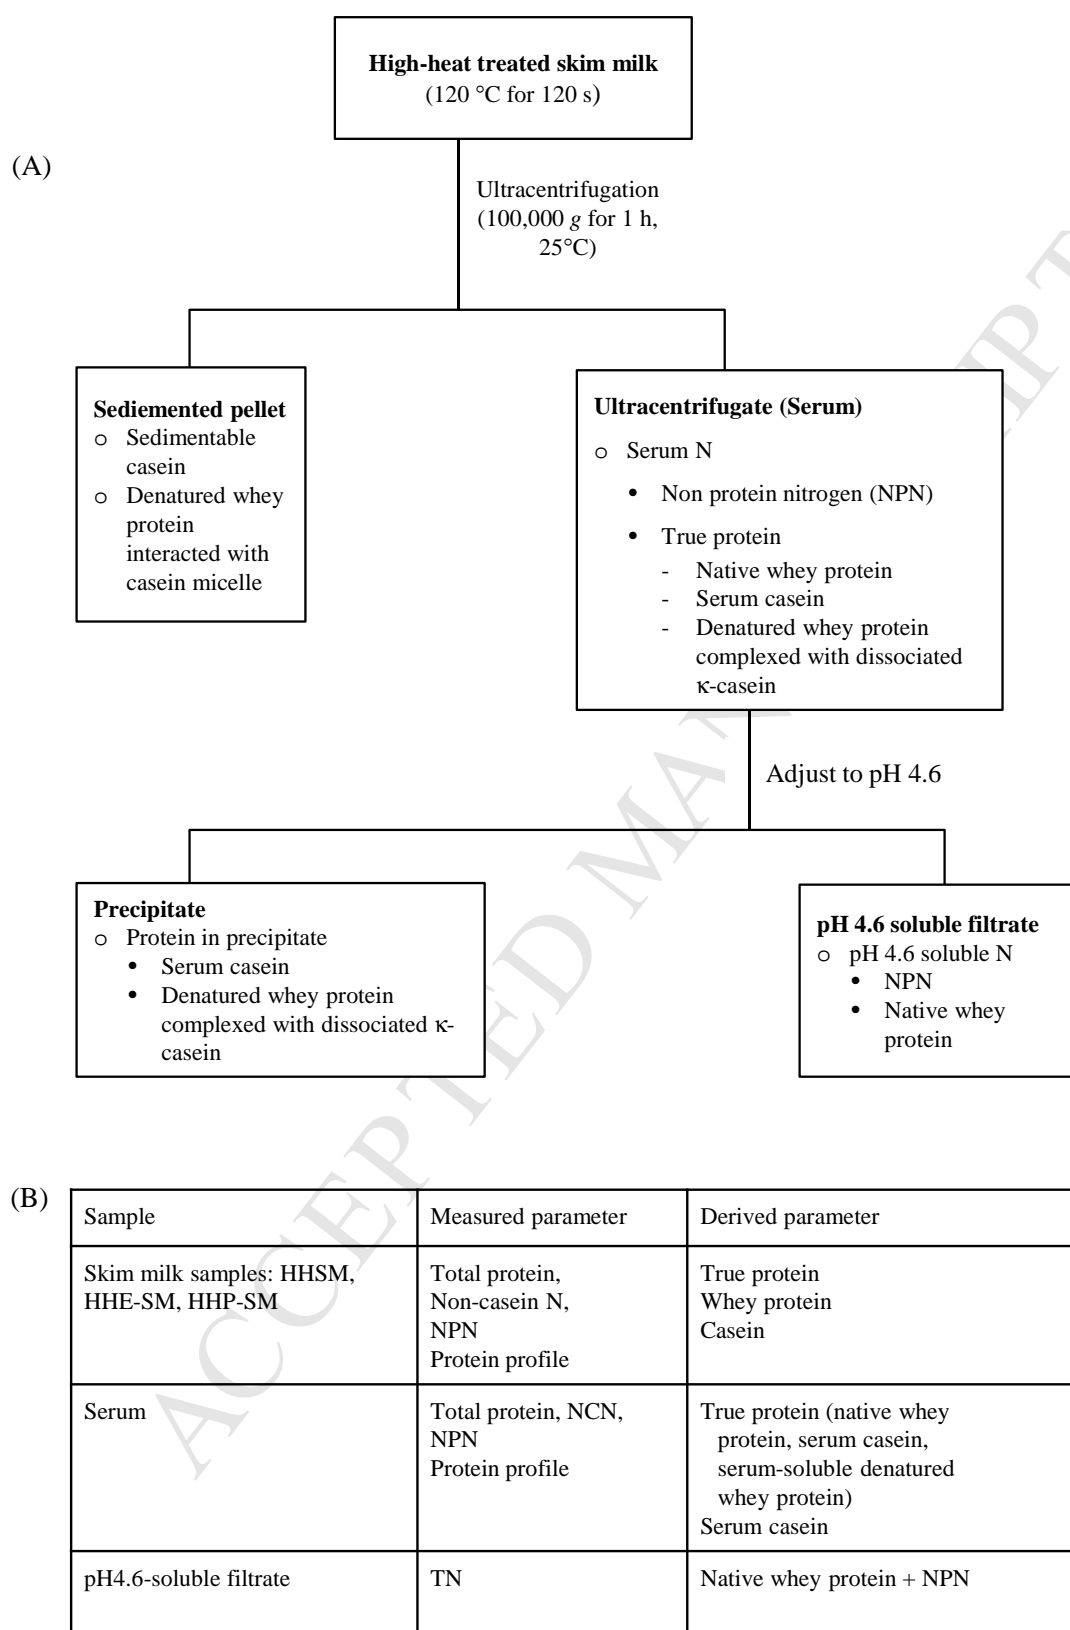 High-heat treated skim milk
(120 °C for 120 s)
(A)
Ultracentrifugation
(100,000 g for 1 h,
25°C)
Sediemented pellet
o Sedimentable
casein
o Denatured whey
protein
interacted with
casein micelle
Ultracentrifugate (Serum)
o Serum N
• Non protein nitrogen (NPN)
• True protein
- Native whey protein
- Serum casein
- Denatured whey protein
complexed with dissociated
κ-casein
Adjust to pH 4.6
Precipitate
o Protein in precipitate
• Serum casein
• Denatured whey protein
complexed with dissociated κ-
casein
pH 4.6 soluble filtrate
o pH 4.6 soluble N
• NPN
• Native whey
protein
(B)
Sample
Measured parameter
Derived parameter
Skim milk samples: HHSM,
HHE-SM, HHP-SM
Total protein,
Non-casein N,
NPN
Protein profile
True protein
Whey protein
Casein
Serum
Total protein, NCN,
NPN
Protein profile
True protein (native whey
protein, serum casein,
serum-soluble denatured
whey protein)
Serum casein
pH4.6-soluble filtrate
TN
Native whey protein + NPN